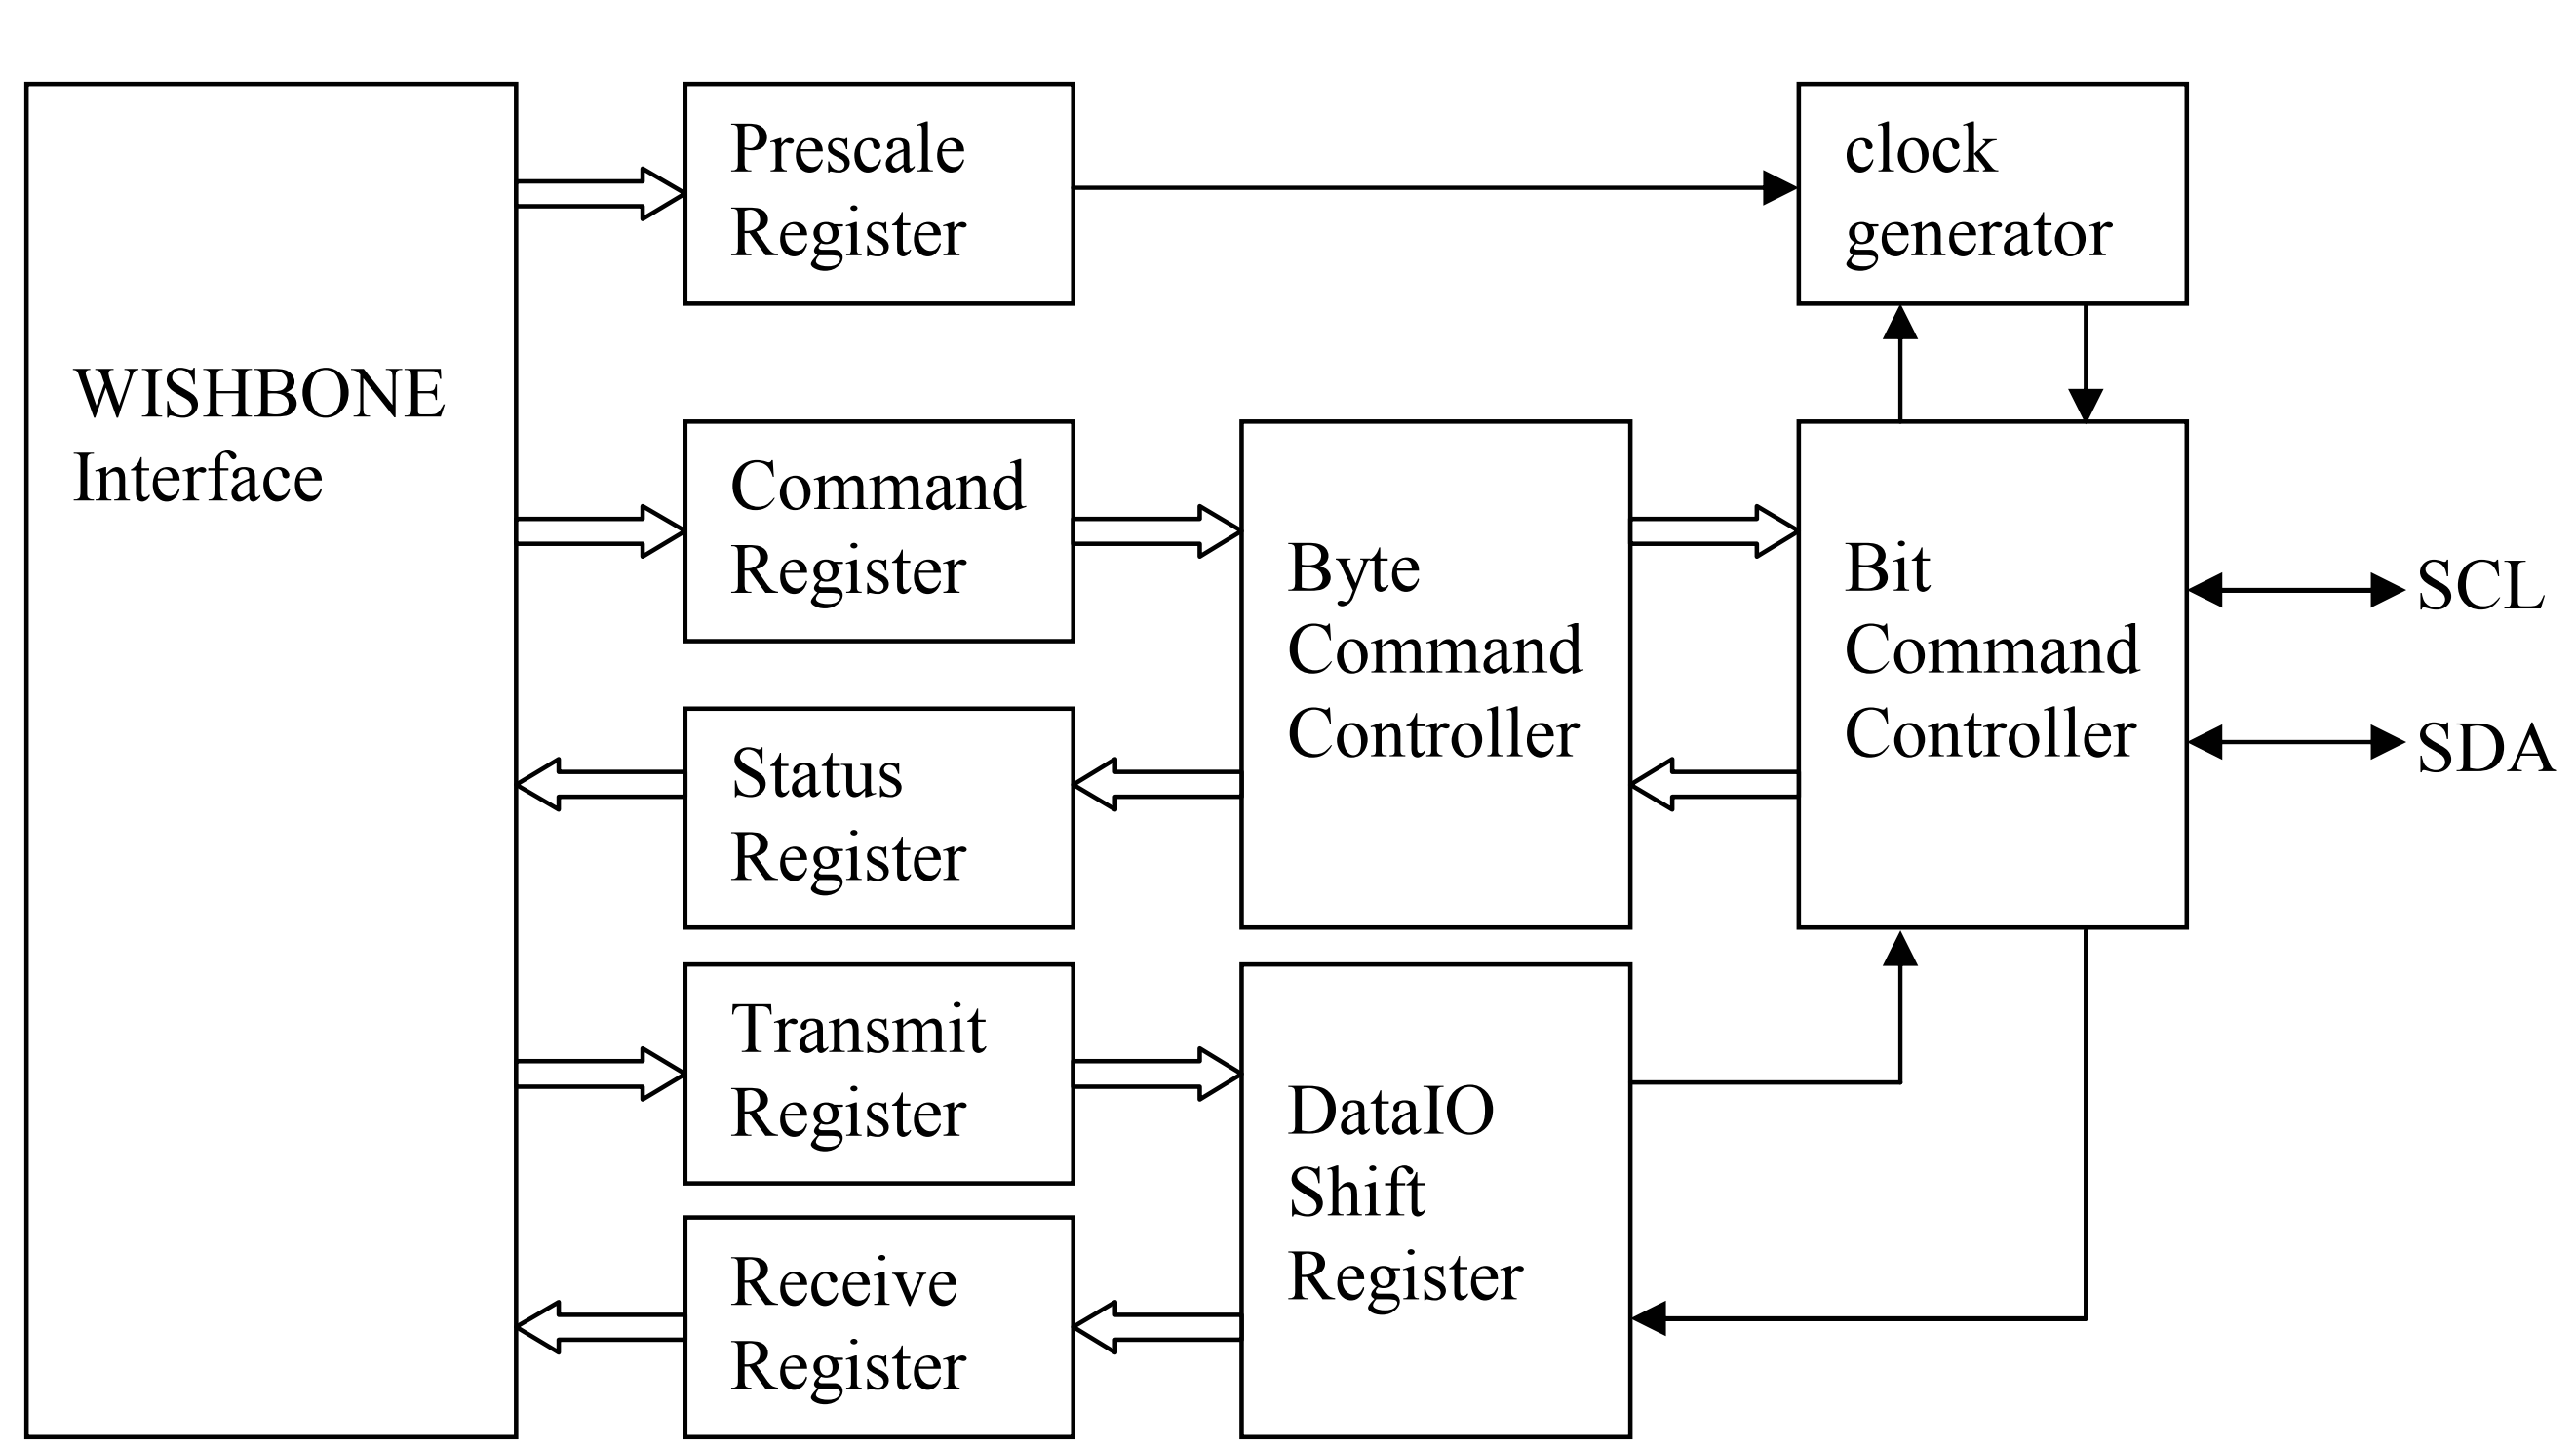 WISHBONE
Interface
Prescale
Register
clock
generator
Command
Register
Byte
Command
Controller
Bit
Command
Controller
SCL
SDA
Status
Register
Transmit
Register
DataIO
Shift
Register
Receive
Register